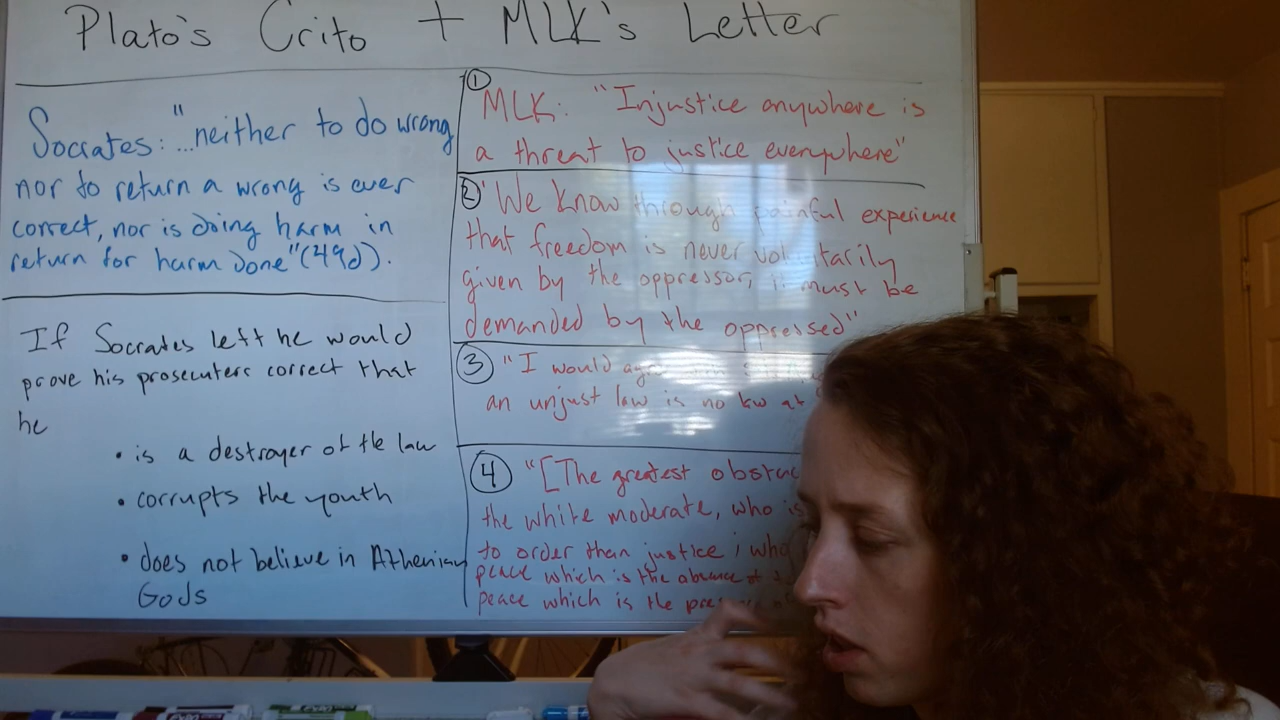 Plato's Crito + MLK's Letter
Socrates: "...neither to do wrong
nor to return a wrong is ever
correct, nor is doing harm in
return for harm done" (49d).
If Socrates left he would
prove his prosecuters correct that
he
• is a destroyer of the law
• corrupts the youth
• does not believe in Athenian
Gods
①
MLK: "Injustice anywhere is
a threat to justice everywhere"
② "We know through painful experience
that freedom is never voluntarily
given by the oppressor, it must be
demanded by the oppressed"
③ "I would
an unjust law is no law at
④ "[The greatest
the white moderate, who is
to order than justice; who
peace which is the absence of
peace which is the
EXPO